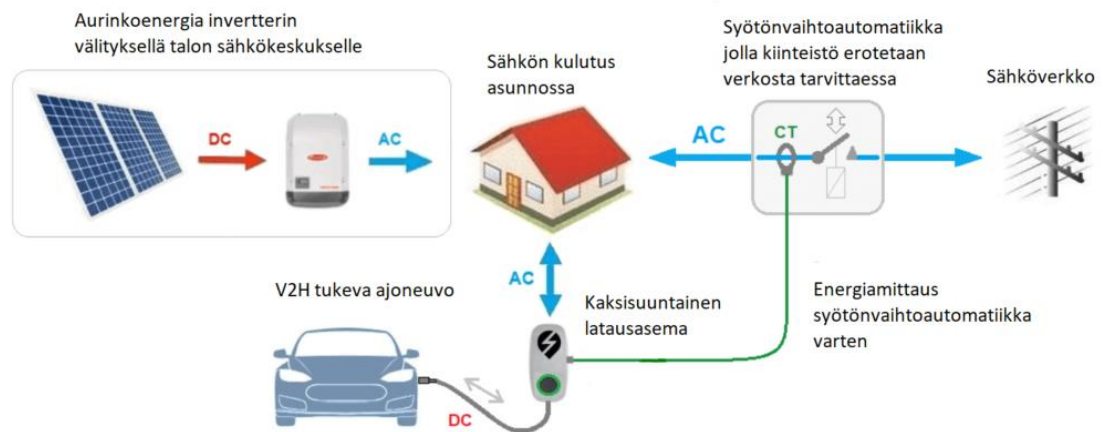 Aurinkoenergia invertterin
välityksellä talon sähkökeskukselle
DC
AC
Sähkön kulutus
asunnossa
AC
Syötönvaihtoautomatiikka
jolla kiinteistö erotetaan
verkosta tarvittaessa
CT
Sähköverkko
AC
V2H tukeva ajoneuvo
DC
Kaksisuuntainen
latausasema
Energiamittaus
syötönvaihtoautomatiikka
varten